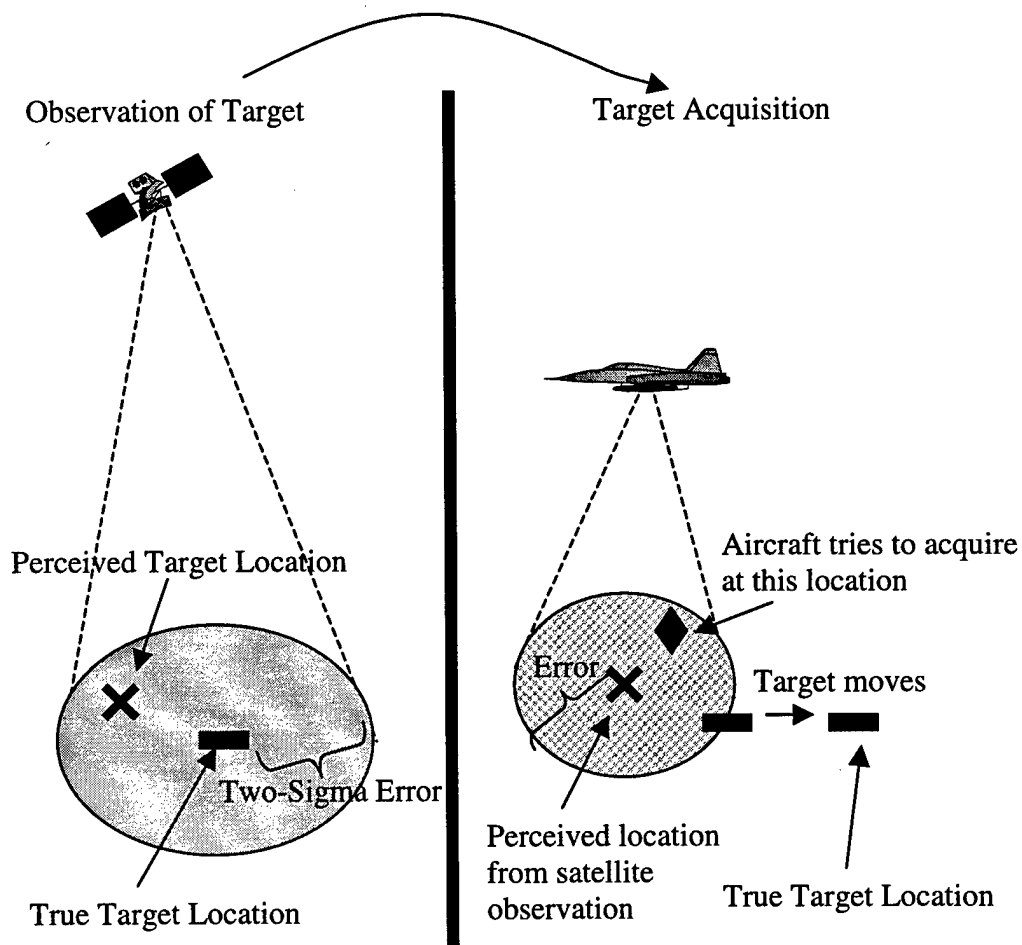 Observation of Target
Target Acquisition
Perceived Target Location
Two-Sigma Error
True Target Location
Aircraft tries to acquire
at this location
Error
Target moves
Perceived location
from satellite
observation
True Target Location